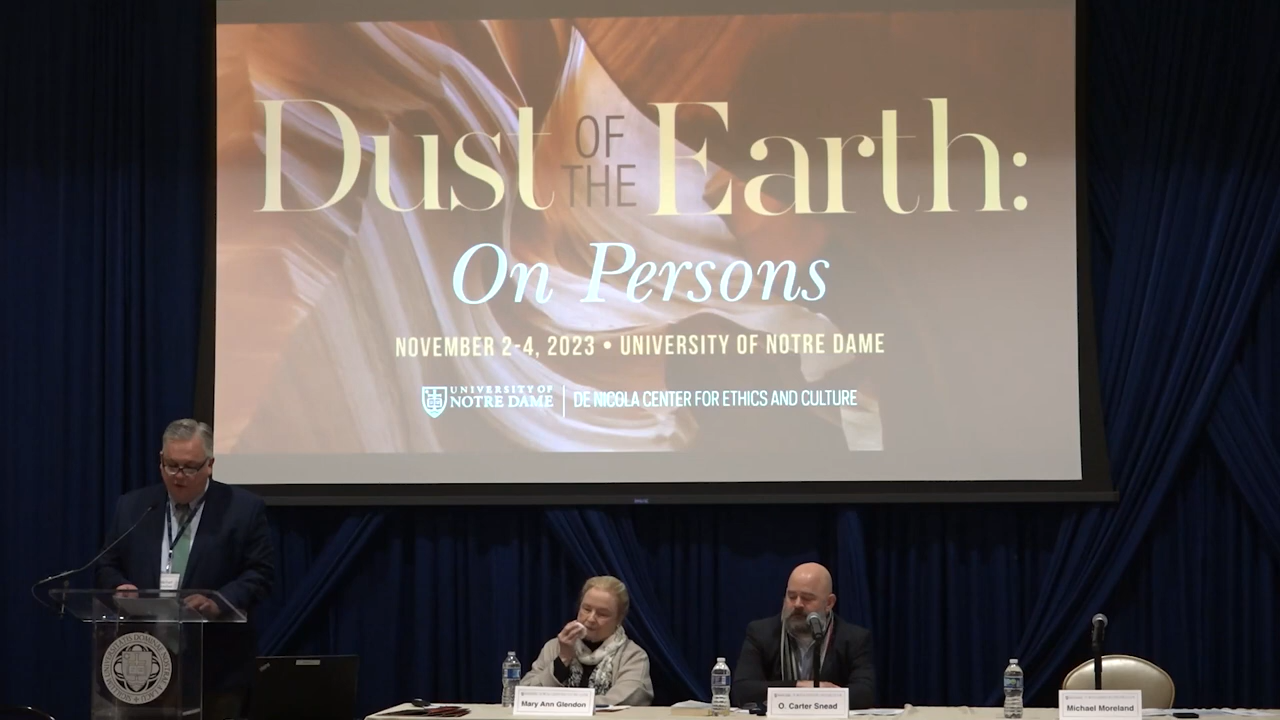 Dust OF THE Earth:
On Persons
NOVEMBER 2-4, 2023 • UNIVERSITY OF NOTRE DAME
UNIVERSITY OF
NOTRE DAME
DE NICOLA CENTER FOR ETHICS AND CULTURE
Mary Ann Glendon
O. Carter Snead
Michael Moreland